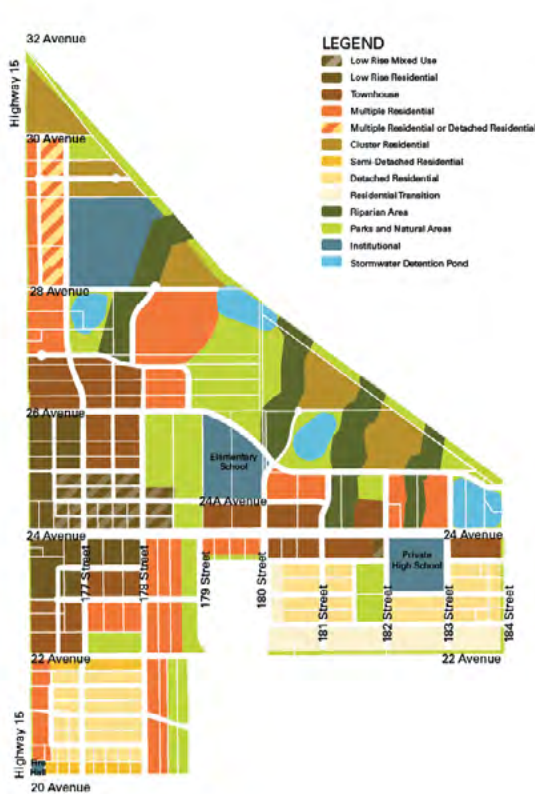 32 Avenue
Highway 15
LEGEND
Low Rise Mixed Use
Low Rise Residential
Townhouse
Multiple Residential
Multiple Residential or Detached Residential
Cluster Residential
Semi-Detached Residential
Detached Residential
Residential Transition
Riparian Area
Parks and Natural Areas
Institutional
Stormwater Detention Pond
30 Avenue
28 Avenue
26 Avenue
Elementary
School
24A Avenue
24 Avenue
24 Avenue
Private
High School
177 Street
178 Street
179 Street
180 Street
181 Street
182 Street
183 Street
184 Street
22 Avenue
22 Avenue
Highway 15
Fire
Hall
20 Avenue